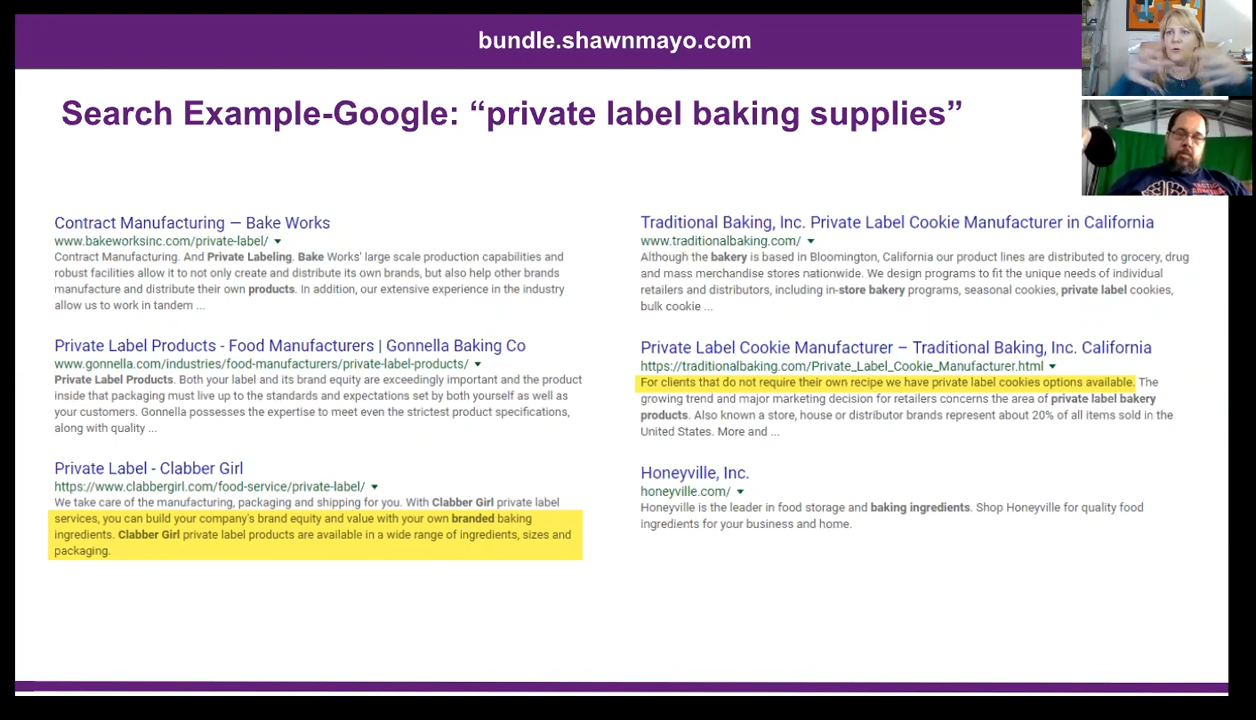 bundle.shawnmayo.com
Search Example-Google: “private label baking supplies”
Contract Manufacturing — Bake Works
www.bakeworksinc.com/private-label/
Contract Manufacturing. And Private Labeling. Bake Works' large scale production capabilities and
robust facilities allow it to not only create and distribute its own brands, but also help other brands
manufacture and distribute their own products. In addition, our extensive experience in the industry
allow us to work in tandem ...
Private Label Products - Food Manufacturers | Gonnella Baking Co
www.gonnella.com/industries/food-manufacturers/private-label-products/
Private Label Products. Both your label and its brand equity are exceedingly important and the product
inside that packaging must live up to the standards and expectations set by both yourself as well as
your customers. Gonnella possesses the expertise to meet even the strictest product specifications,
along with quality ...
Private Label - Clabber Girl
https://www.clabbergirl.com/food-service/private-label/
We take care of the manufacturing, packaging and shipping for you. With Clabber Girl private label
services, you can build your company's brand equity and value with your own branded baking
ingredients. Clabber Girl private label products are available in a wide range of ingredients, sizes and
packaging.
Traditional Baking, Inc. Private Label Cookie Manufacturer in California
www.traditionalbaking.com/
Although the bakery is based in Bloomington, California our product lines are distributed to grocery, drug
and mass merchandise stores nationwide. We design programs to fit the unique needs of individual
retailers and distributors, including in-store bakery programs, seasonal cookies, private label cookies,
bulk cookie ...
Private Label Cookie Manufacturer – Traditional Baking, Inc. California
https://traditionalbaking.com/Private_Label_Cookie_Manufacturer.html
For clients that do not require their own recipe we have private label cookies options available. The
growing trend and major marketing decision for retailers concerns the area of private label bakery
products. Also known a store, house or distributor brands represent about 20% of all items sold in the
United States. More and ...
Honeyville, Inc.
honeyville.com/
Honeyville is the leader in food storage and baking ingredients. Shop Honeyville for quality food
ingredients for your business and home.